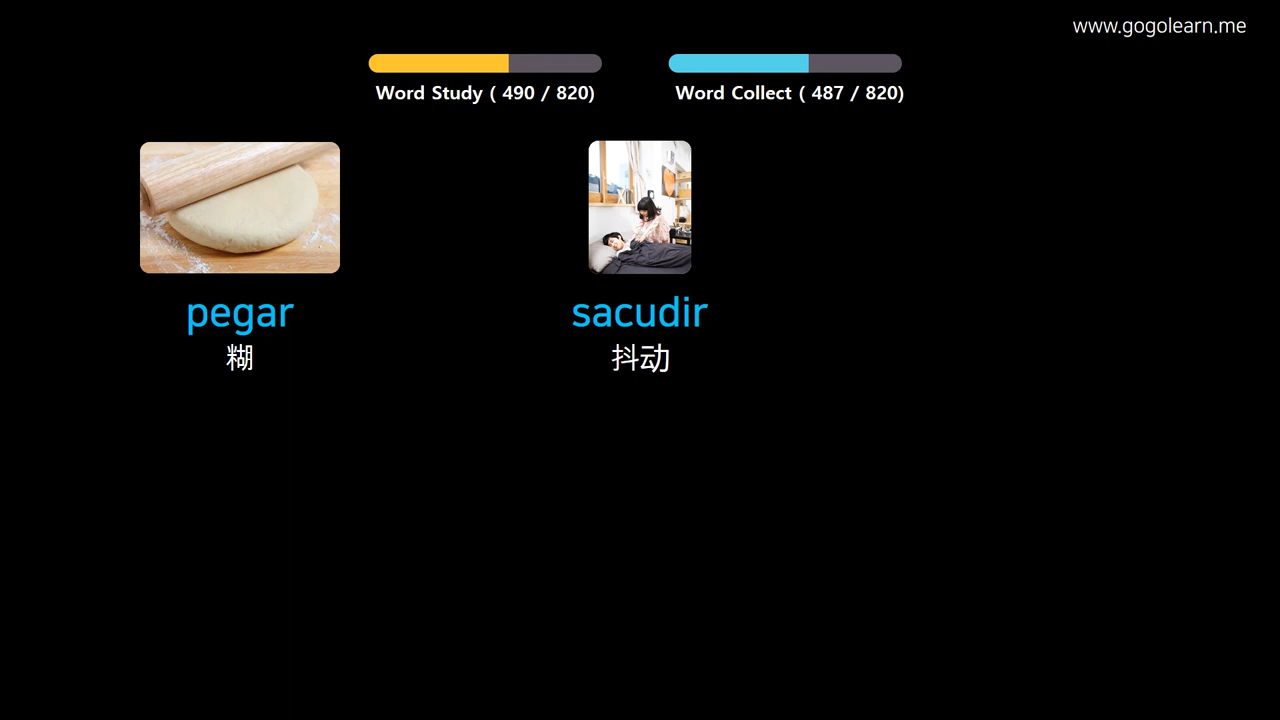 www.gogolearn.me
Word Study ( 490 / 820)
Word Collect ( 487 / 820)
pegar
糊
sacudir
抖动